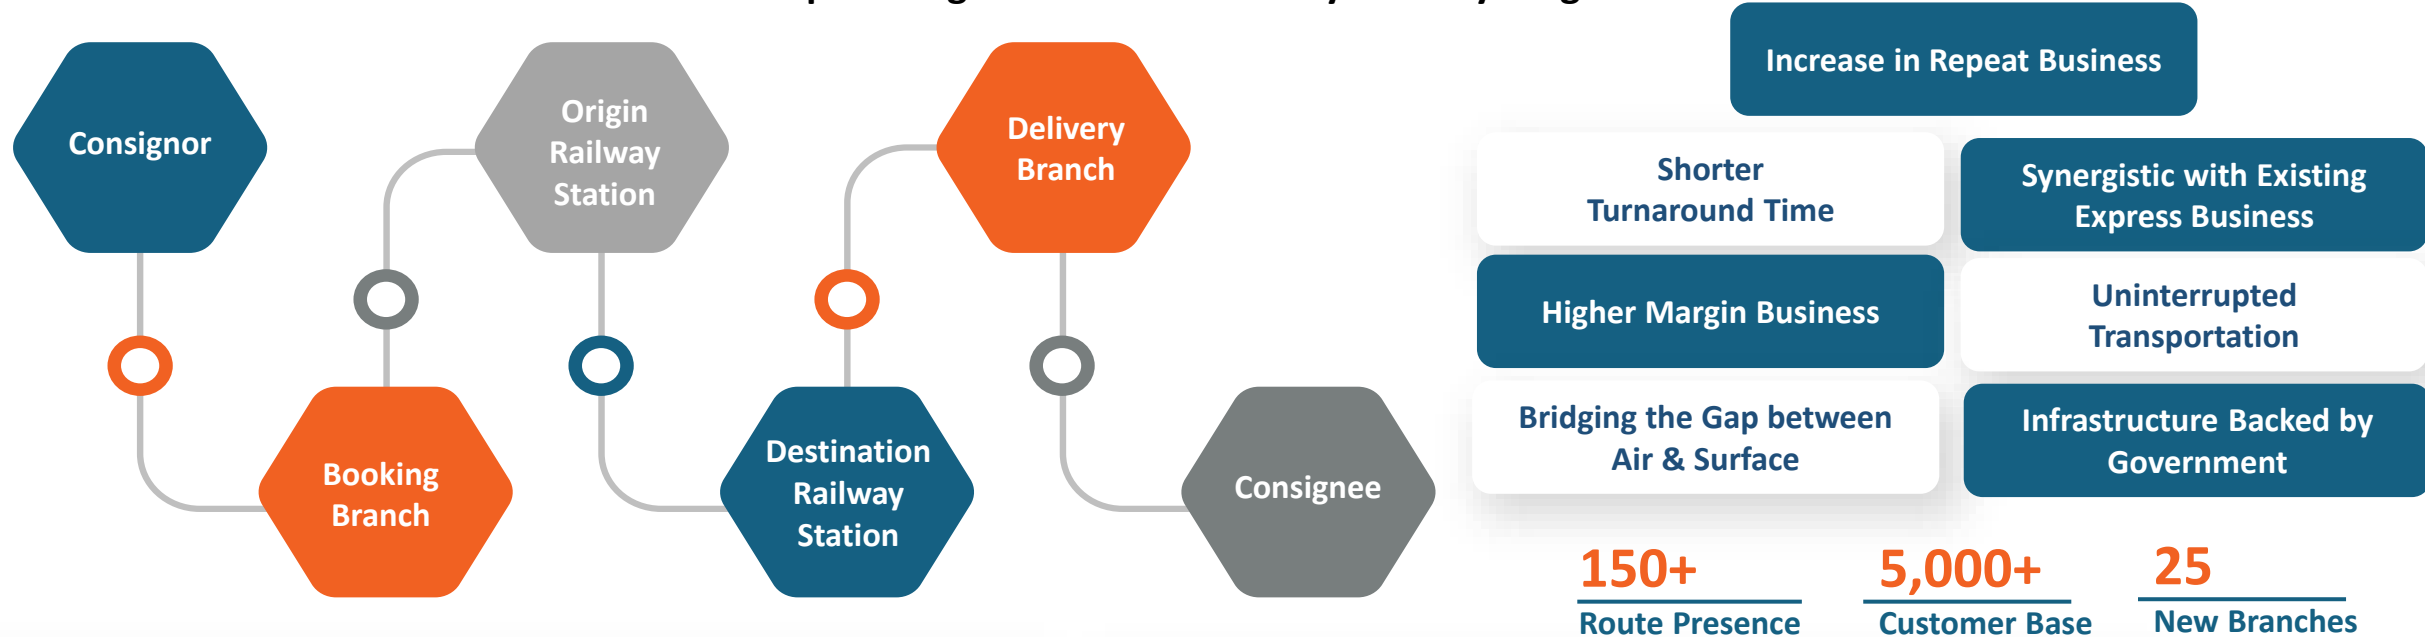 Consignor
Booking
Branch
Origin
Railway
Station
Destination
Railway
Station
Delivery
Branch
Consignee
Increase in Repeat Business
Shorter
Turnaround Time
Synergistic with Existing
Express Business
Higher Margin Business
Uninterrupted
Transportation
Bridging the Gap between
Air & Surface
Infrastructure Backed by
Government
150+
Route Presence
5,000+
Customer Base
25
New Branches